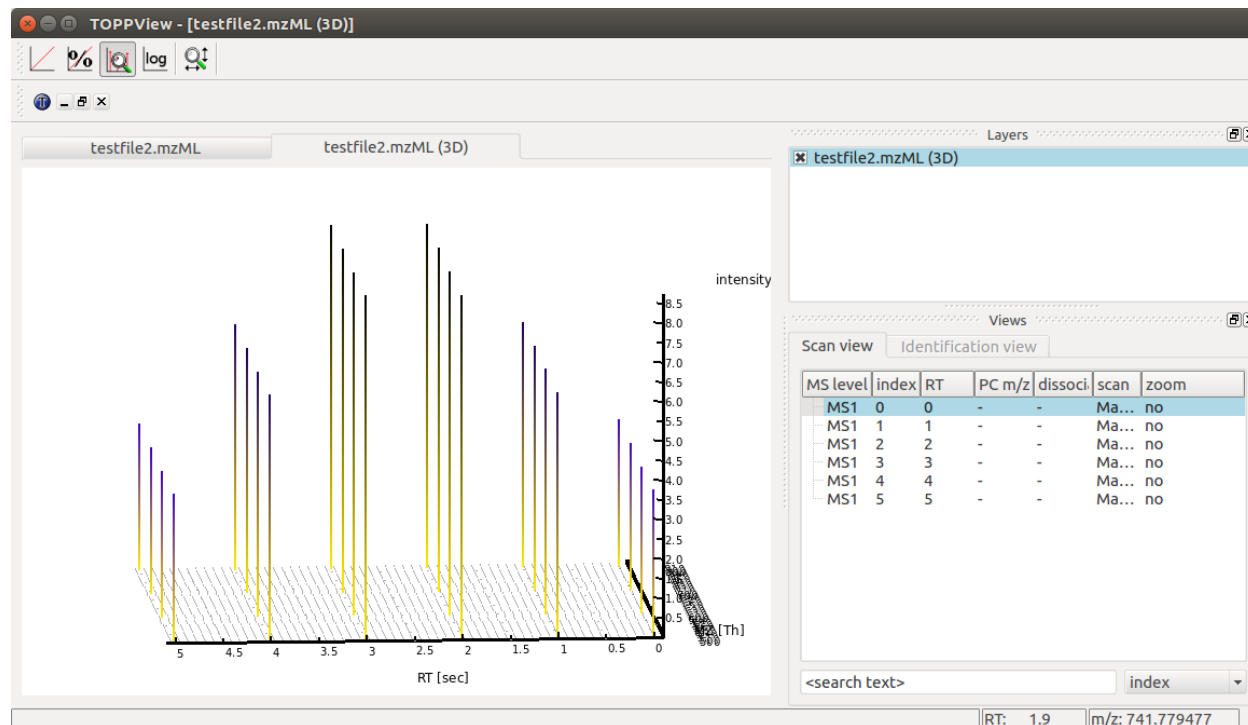 TOPPView - [testfile2.mzML (3D)]
% log
testfile2.mzML testfile2.mzML (3D)
Layers
testfile2.mzML (3D)
intensity
8.5
8.0
7.5
7.0
6.5
6.0
5.5
5.0
4.5
4.0
3.5
3.0
2.5
2.0
1.0
0.5
[Th]
5 4.5 4 3.5 3 2.5 2 1.5 1 0.5 0
RT [sec]
Views
Scan view Identification view
MS level index RT PC m/z dissoci scan zoom
MS1 0 0 - - Ma... no
MS1 1 1 - - Ma... no
MS1 2 2 - - Ma... no
MS1 3 3 - - Ma... no
MS1 4 4 - - Ma... no
MS1 5 5 - - Ma... no
<search text> index
RT: 1.9 m/z: 741.779477